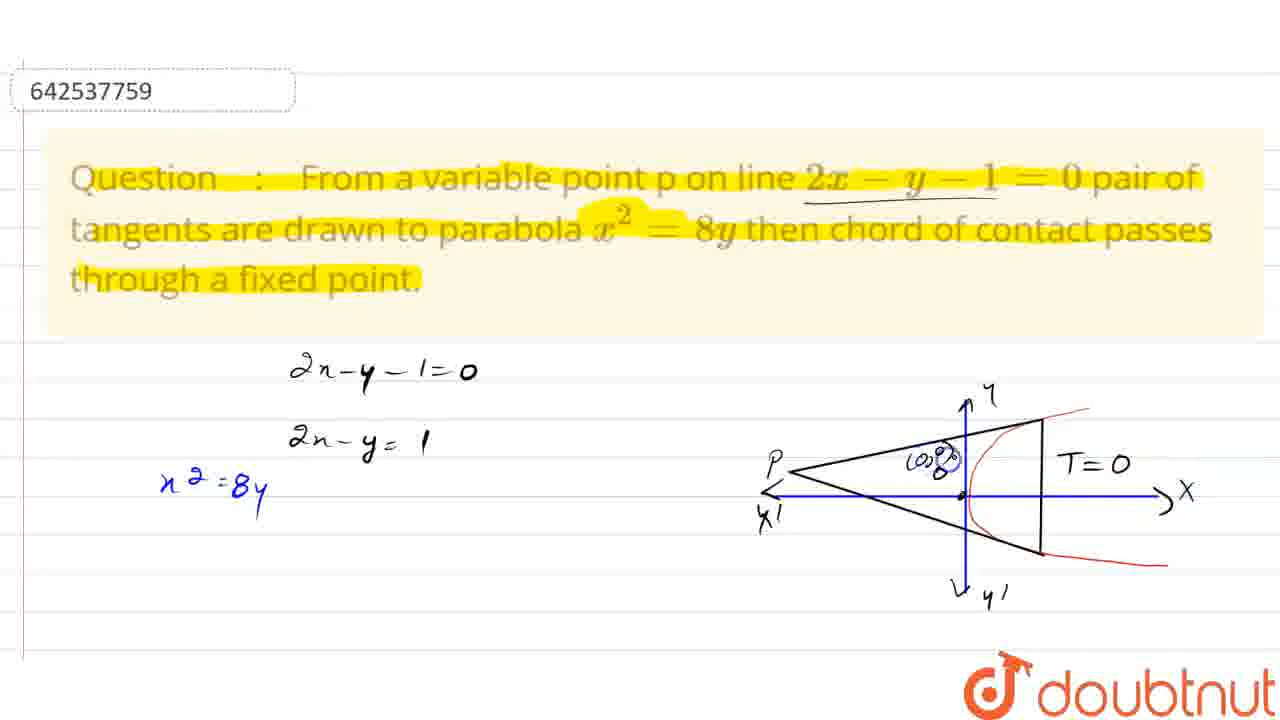 642537759
Question : From a variable point p on line 2x − y − 1 = 0 pair of
tangents are drawn to parabola x² = 8y then chord of contact passes
through a fixed point.
2x − y − 1 = 0
2x − y = 1
x² = 8y
Y
P
T = 0
X
X'
y'
doubtnut